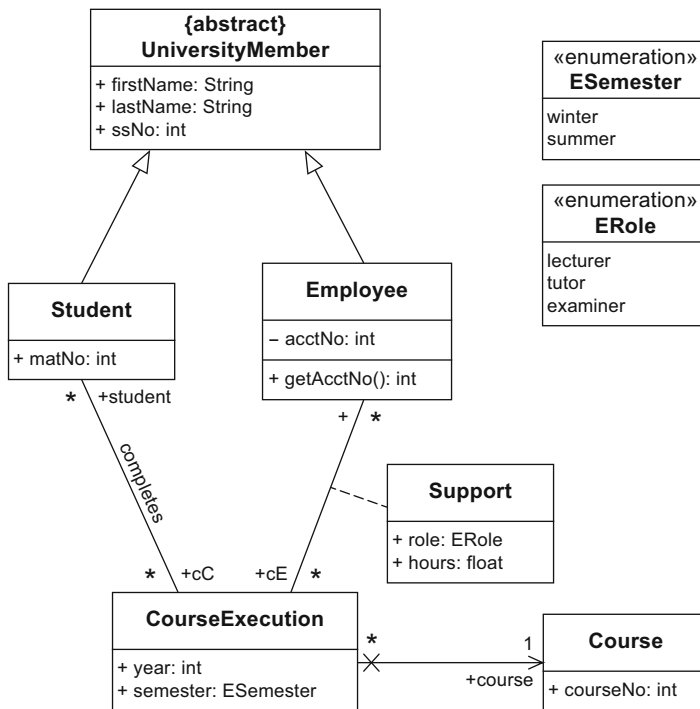 {abstract}
UniversityMember
+ firstName: String
+ lastName: String
+ ssNo: int
«enumeration»
ESemester
winter
summer
«enumeration»
ERole
lecturer
tutor
examiner
Student
+ matNo: int
Employee
– acctNo: int
+ getAcctNo(): int
* +student
+ *
completes
Support
+ role: ERole
+ hours: float
* +cC
+cE *
CourseExecution
+ year: int
+ semester: ESemester
*
1
+course
Course
+ courseNo: int